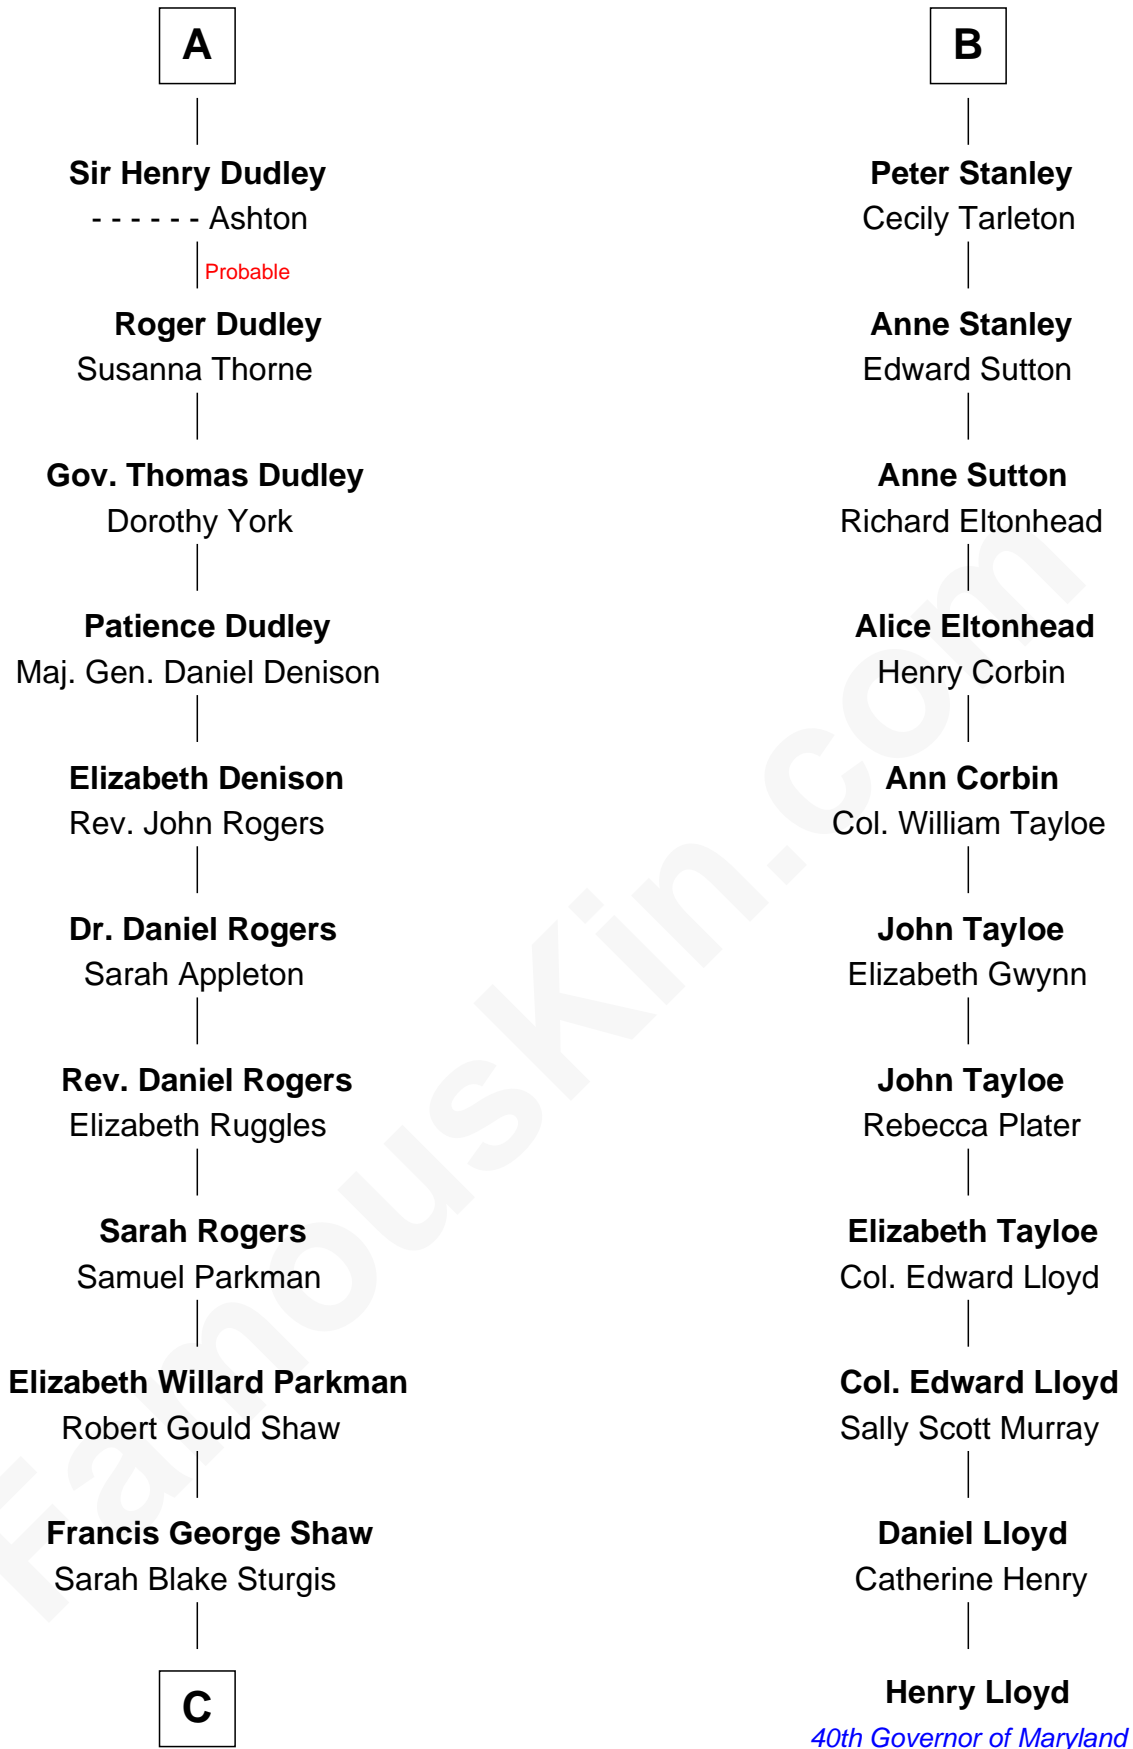 A
Sir Henry Dudley
- - - - - - Ashton
Probable
Roger Dudley
Susanna Thorne
Gov. Thomas Dudley
Dorothy York
Patience Dudley
Maj. Gen. Daniel Denison
Elizabeth Denison
Rev. John Rogers
Dr. Daniel Rogers
Sarah Appleton
Rev. Daniel Rogers
Elizabeth Ruggles
Sarah Rogers
Samuel Parkman
Elizabeth Willard Parkman
Robert Gould Shaw
Francis George Shaw
Sarah Blake Sturgis
C
B
Peter Stanley
Cecily Tarleton
Anne Stanley
Edward Sutton
Anne Sutton
Richard Eltonhead
Alice Eltonhead
Henry Corbin
Ann Corbin
Col. William Tayloe
John Tayloe
Elizabeth Gwynn
John Tayloe
Rebecca Plater
Elizabeth Tayloe
Col. Edward Lloyd
Col. Edward Lloyd
Sally Scott Murray
Daniel Lloyd
Catherine Henry
Henry Lloyd
40th Governor of Maryland
FamousKin.com